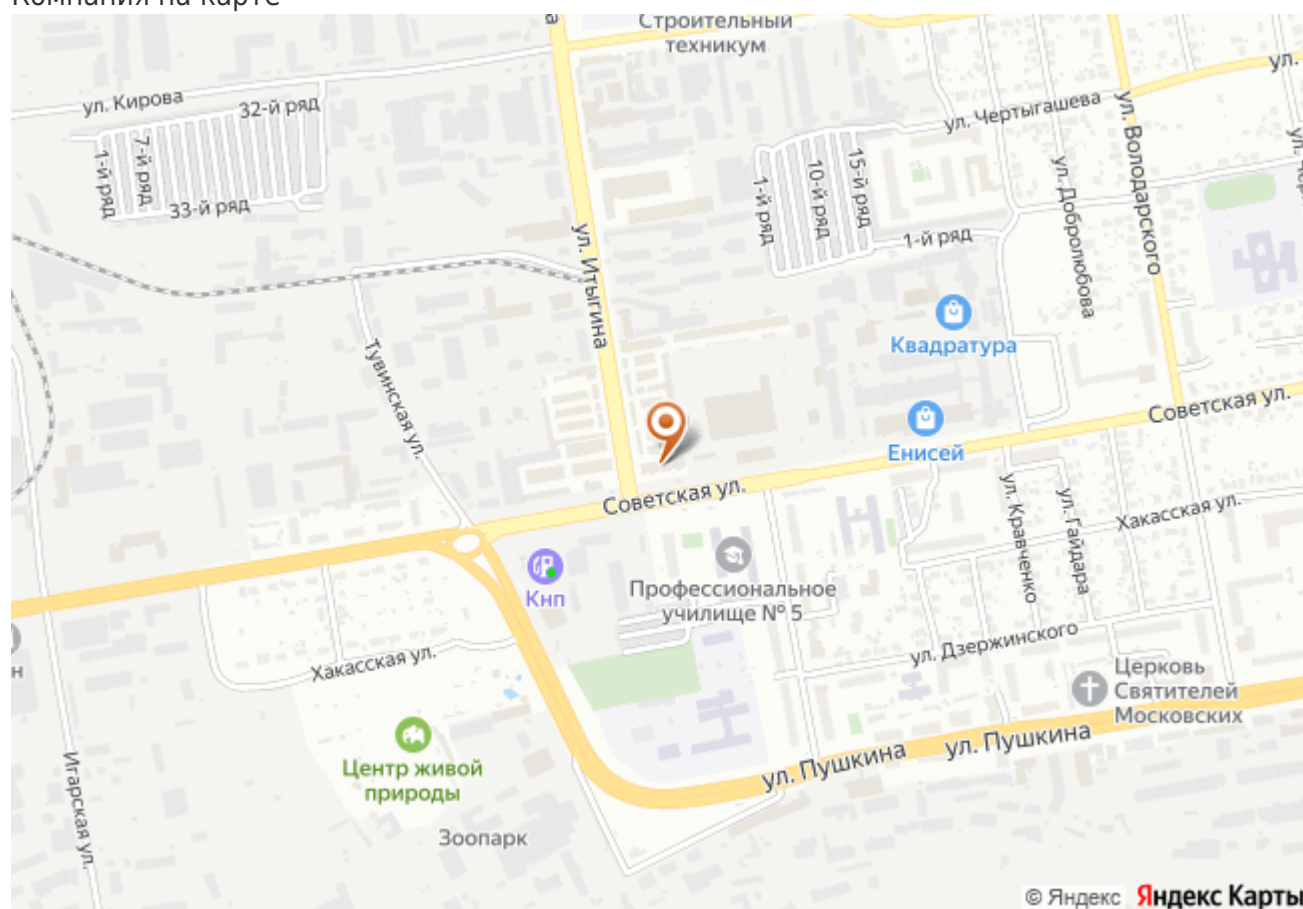 Компания на карте
Строительный
техникум
ул. Кирова
32-й ряд
7-й ряд
1-й ряд
33-й ряд
ул. Итыгина
ул. Чертыгашева
ул. Володарского
15-й ряд
10-й ряд
1-й ряд
1-й ряд
ул. Добролюбова
Квадратура
Тувинская ул.
Енисей
Советская ул.
Советская ул.
ул. Кравченко
ул. Гайдара
Хакасская ул.
Кнп
Профессиональное
училище № 5
ул. Дзержинского
Хакасская ул.
Церковь
Святителей
Московских
Центр живой
природы
Игарская ул.
ул. Пушкина
ул. Пушкина
Зоопарк
© Яндекс Яндекс Карты